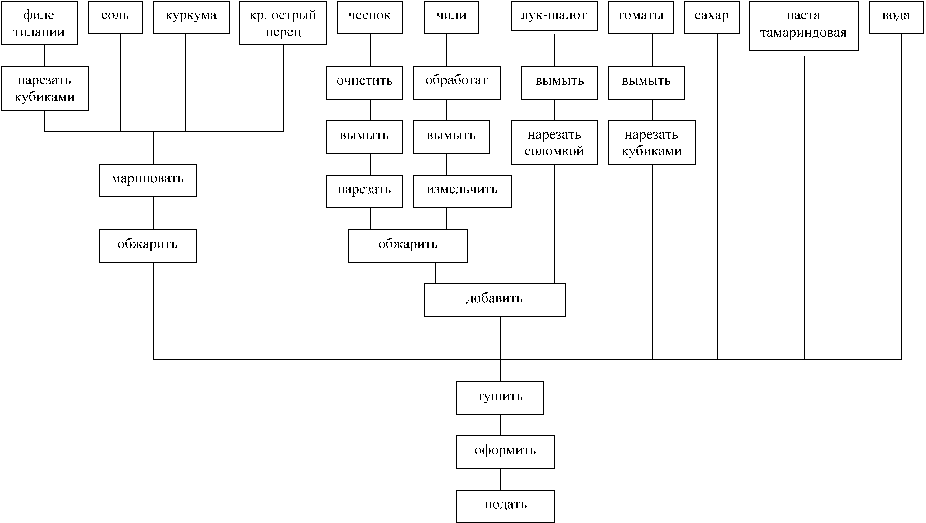 филе
тилапии
соль
куркума
кр. острый
перец
чеснок
чили
лук-шалот
томаты
сахар
паста
тамариндовая
вода
нарезать
кубиками
очистить
обработат
вымыть
вымыть
вымыть
вымыть
нарезать
соломкой
нарезать
кубиками
мариновать
нарезать
измельчить
обжарить
обжарить
добавить
тушить
оформить
подать